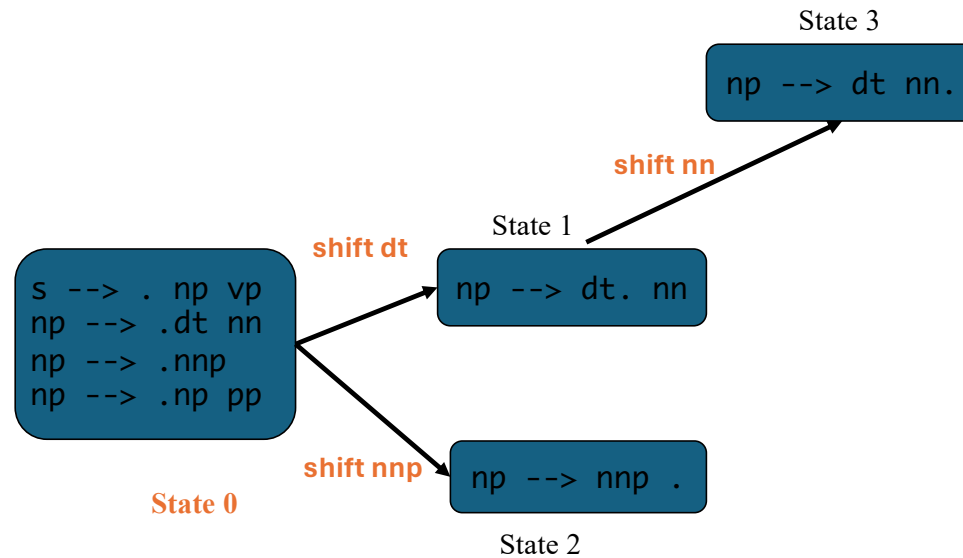 State 3
np --> dt nn.
shift nn
State 1
shift dt
np --> dt. nn
s --> . np vp
np --> .dt nn
np --> .nnp
np --> .np pp
shift nnp
np --> nnp .
State 0
State 2